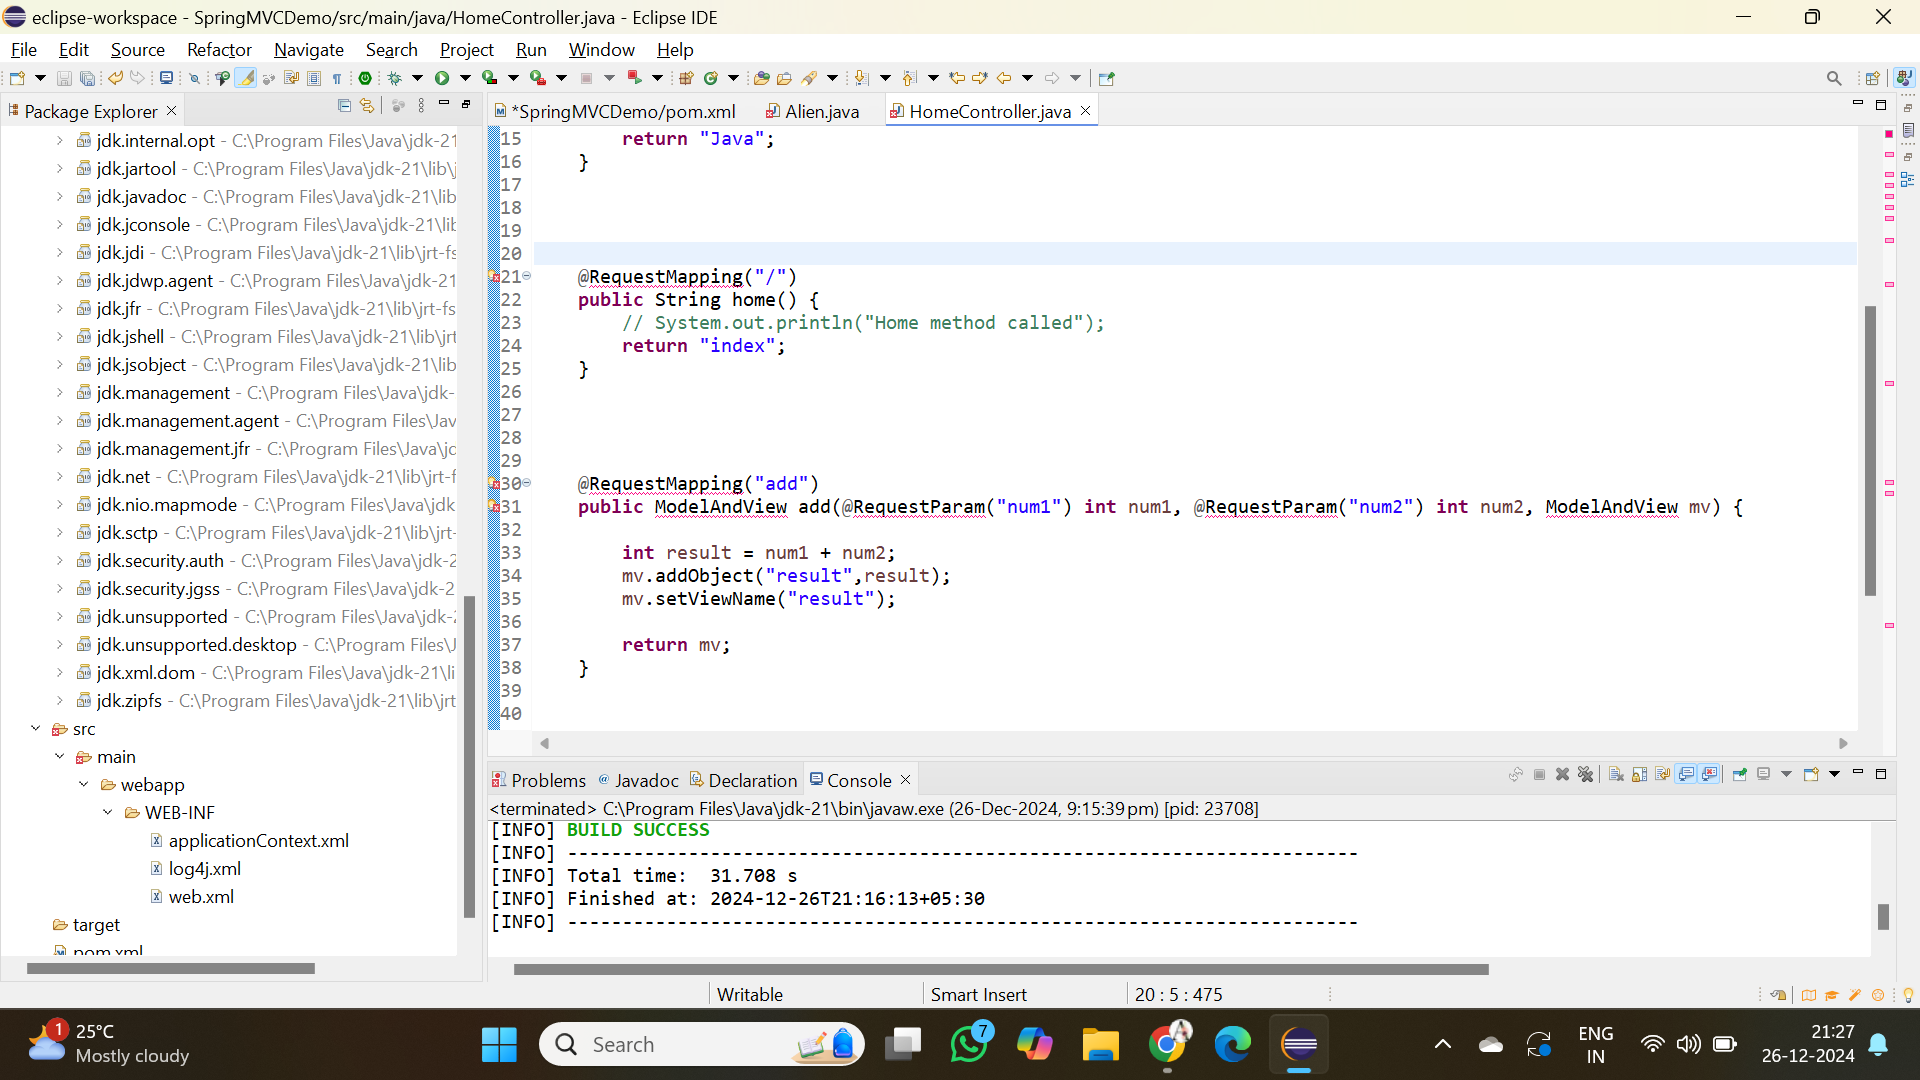 eclipse-workspace - SpringMVCDemo/src/main/java/HomeController.java - Eclipse IDE
File Edit Source Refactor Navigate Search Project Run Window Help
Package Explorer
*SpringMVCDemo/pom.xml Alien.java HomeController.java
jdk.internal.opt - C:\Program Files\Java\jdk-21
jdk.jartool - C:\Program Files\Java\jdk-21\lib\j
jdk.javadoc - C:\Program Files\Java\jdk-21\lib
jdk.jconsole - C:\Program Files\Java\jdk-21\lib
jdk.jdi - C:\Program Files\Java\jdk-21\lib\jrt-fs
jdk.jdwp.agent - C:\Program Files\Java\jdk-21
jdk.jfr - C:\Program Files\Java\jdk-21\lib\jrt-fs
jdk.jshell - C:\Program Files\Java\jdk-21\lib\jrt
jdk.jsobject - C:\Program Files\Java\jdk-21\lib
jdk.management - C:\Program Files\Java\jdk-
jdk.management.agent - C:\Program Files\Jav
jdk.management.jfr - C:\Program Files\Java\jd
jdk.net - C:\Program Files\Java\jdk-21\lib\jrt-f
jdk.nio.mapmode - C:\Program Files\Java\jdk
jdk.sctp - C:\Program Files\Java\jdk-21\lib\jrt-
jdk.security.auth - C:\Program Files\Java\jdk-2
jdk.security.jgss - C:\Program Files\Java\jdk-2
jdk.unsupported - C:\Program Files\Java\jdk-2
jdk.unsupported.desktop - C:\Program Files\J
jdk.xml.dom - C:\Program Files\Java\jdk-21\li
jdk.zipfs - C:\Program Files\Java\jdk-21\lib\jrt
src
main
webapp
WEB-INF
applicationContext.xml
log4j.xml
web.xml
target
pom.xml
15 return "Java";
16 }
17
18
19
20
21 @RequestMapping("/")
22 public String home() {
23 // System.out.println("Home method called");
24 return "index";
25 }
26
27
28
29
30 @RequestMapping("add")
31 public ModelAndView add(@RequestParam("num1") int num1, @RequestParam("num2") int num2, ModelAndView mv) {
32
33 int result = num1 + num2;
34 mv.addObject("result",result);
35 mv.setViewName("result");
36
37 return mv;
38 }
39
40
Problems Javadoc Declaration Console
<terminated> C:\Program Files\Java\jdk-21\bin\javaw.exe (26-Dec-2024, 9:15:39 pm) [pid: 23708]
[INFO] BUILD SUCCESS
[INFO] ------------------------------------------------------------------------
[INFO] Total time: 31.708 s
[INFO] Finished at: 2024-12-26T21:16:13+05:30
[INFO] ------------------------------------------------------------------------
Writable Smart Insert 20 : 5 : 475
1
25°C
Mostly cloudy
Search
7
A
ENG
IN
21:27
26-12-2024